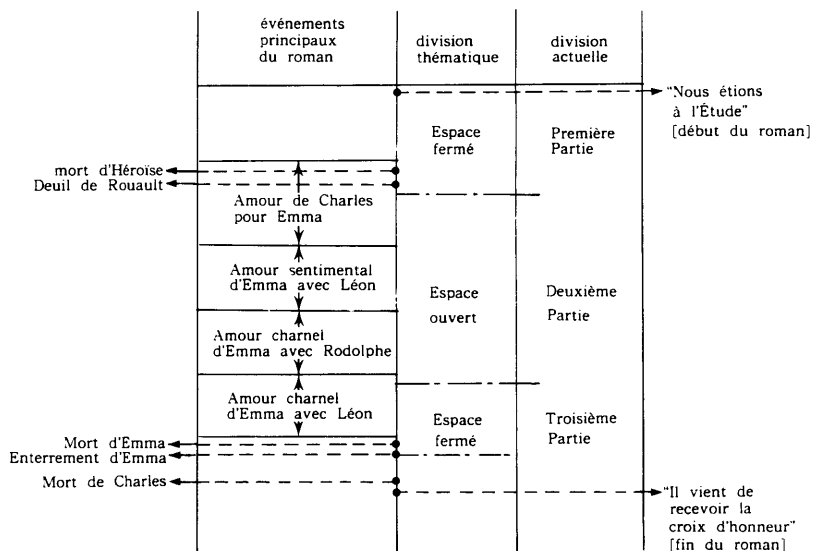 événements
principaux
du roman
division
thématique
division
actuelle
"Nous étions
à l'Étude"
[début du roman]
Espace
fermé
Première
Partie
mort d'Héroïse
Deuil de Rouault
Amour de Charles
pour Emma
Amour sentimental
d'Emma avec Léon
Espace
ouvert
Deuxième
Partie
Amour charnel
d'Emma avec Rodolphe
Amour charnel
d'Emma avec Léon
Espace
fermé
Troisième
Partie
Mort d'Emma
Enterrement d'Emma
Mort de Charles
"Il vient de
recevoir la
croix d'honneur"
[fin du roman]